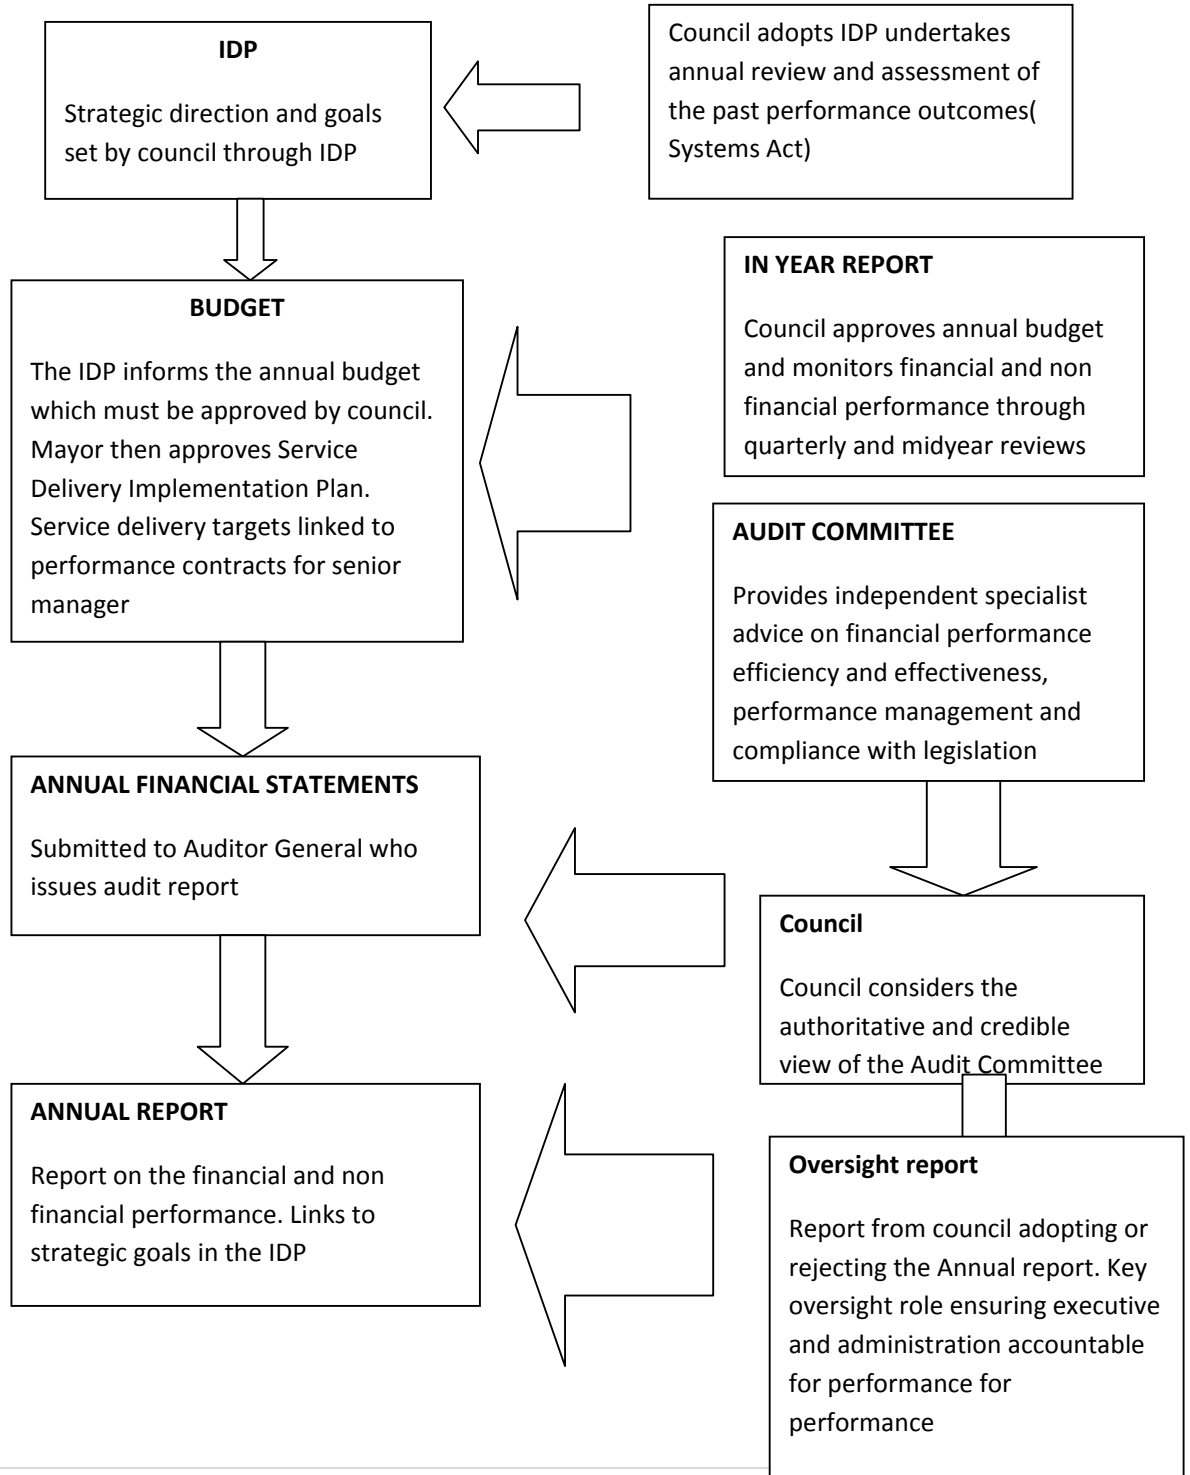 IDP
Strategic direction and goals
set by council through IDP
Council adopts IDP undertakes
annual review and assessment of
the past performance outcomes(
Systems Act)
BUDGET
The IDP informs the annual budget
which must be approved by council.
Mayor then approves Service
Delivery Implementation Plan.
Service delivery targets linked to
performance contracts for senior
manager
IN YEAR REPORT
Council approves annual budget
and monitors financial and non
financial performance through
quarterly and midyear reviews
AUDIT COMMITTEE
Provides independent specialist
advice on financial performance
efficiency and effectiveness,
performance management and
compliance with legislation
ANNUAL FINANCIAL STATEMENTS
Submitted to Auditor General who
issues audit report
Council
Council considers the
authoritative and credible
view of the Audit Committee
ANNUAL REPORT
Report on the financial and non
financial performance. Links to
strategic goals in the IDP
Oversight report
Report from council adopting or
rejecting the Annual report. Key
oversight role ensuring executive
and administration accountable
for performance for
performance